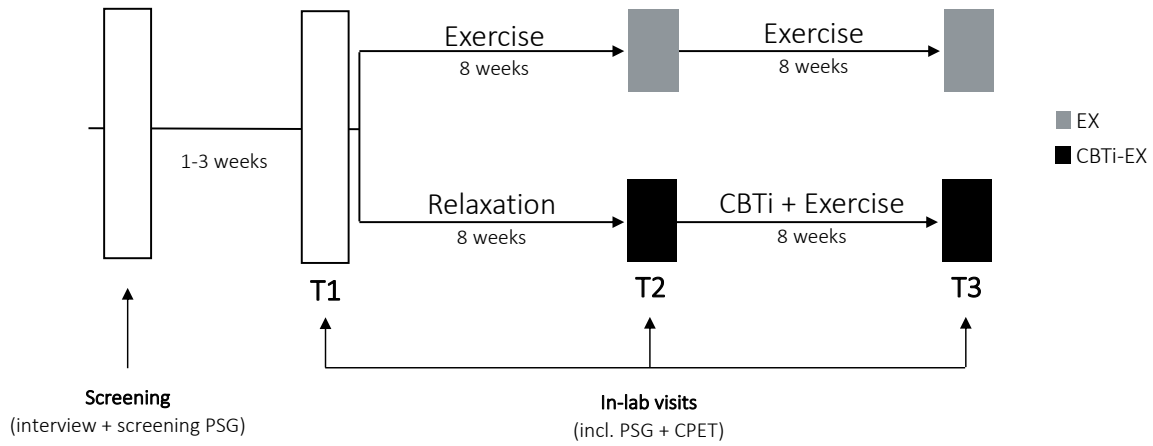 Exercise
8 weeks
Exercise
8 weeks
EX
CBTi-EX
1-3 weeks
Relaxation
8 weeks
CBTi + Exercise
8 weeks
T1
T2
T3
Screening
(interview + screening PSG)
In-lab visits
(incl. PSG + CPET)